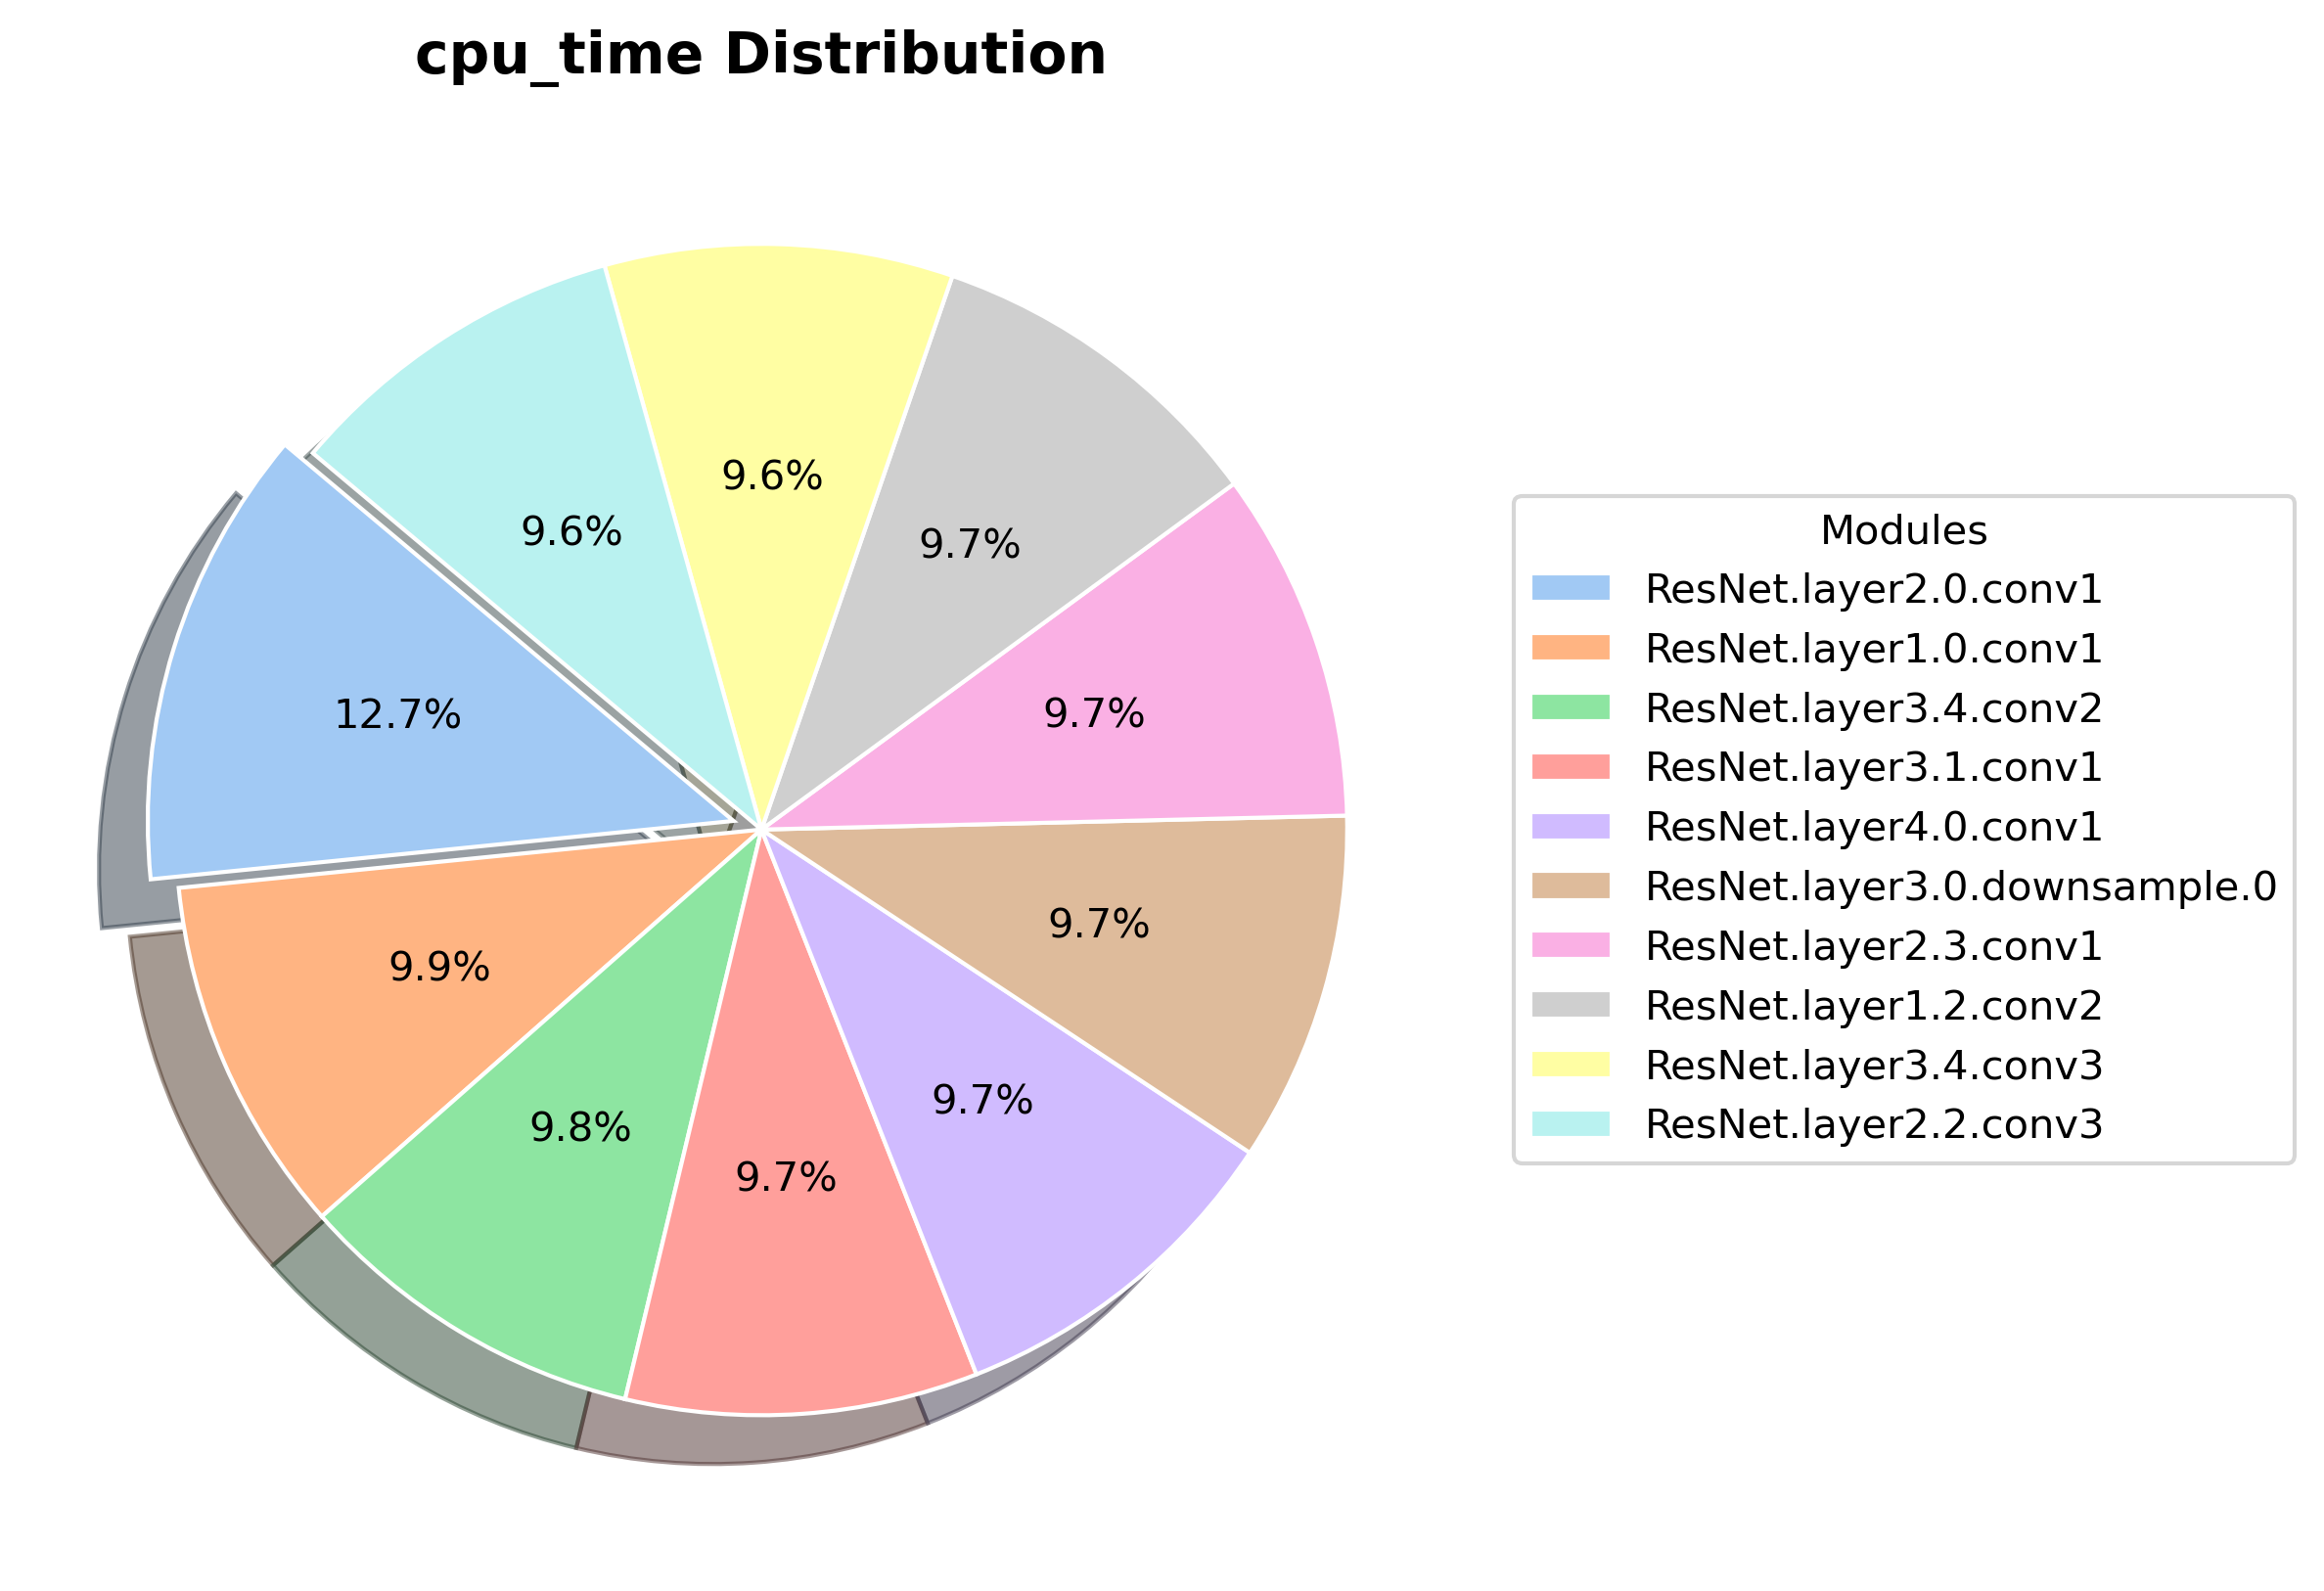 cpu_time Distribution
9.6%
9.6%
9.7%
12.7%
9.7%
9.7%
9.9%
9.8%
9.7%
9.7%
Modules
ResNet.layer2.0.conv1
ResNet.layer1.0.conv1
ResNet.layer3.4.conv2
ResNet.layer3.1.conv1
ResNet.layer4.0.conv1
ResNet.layer3.0.downsample.0
ResNet.layer2.3.conv1
ResNet.layer1.2.conv2
ResNet.layer3.4.conv3
ResNet.layer2.2.conv3